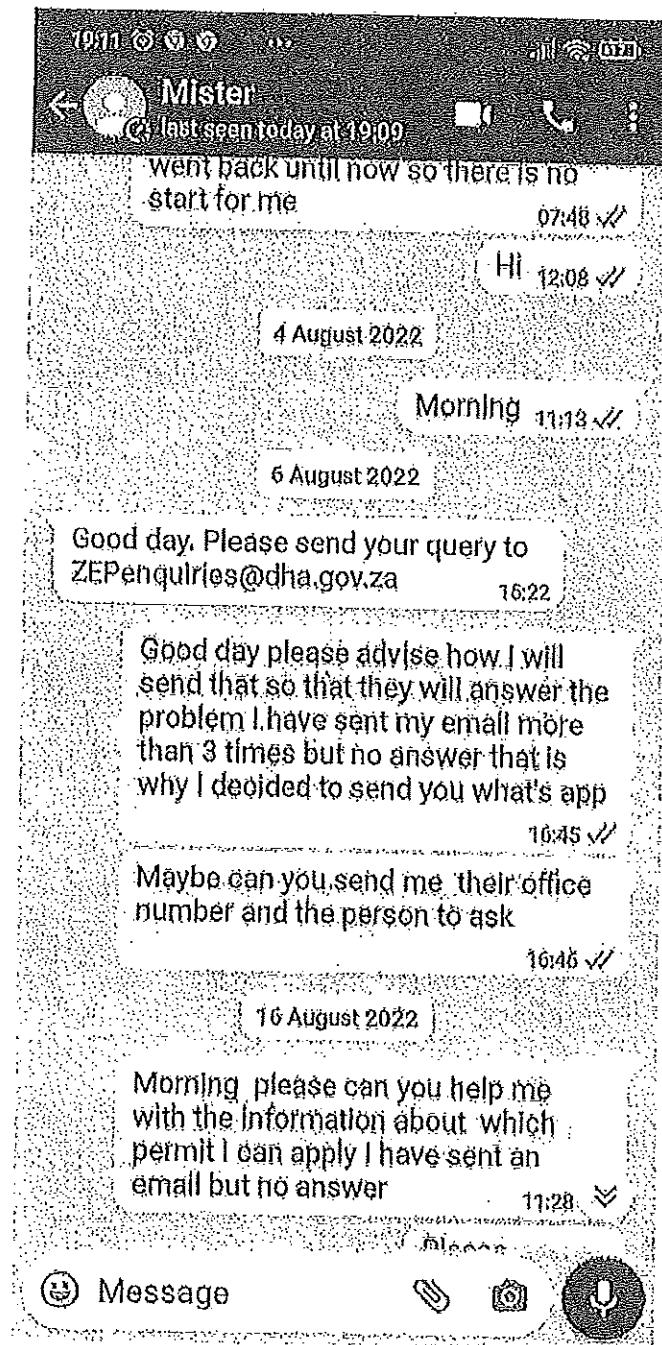 19:11
Mister
last seen today at 19:09
went back until now so there is no
start for me
07:48
Hi 12:08
4 August 2022
Morning 11:13
6 August 2022
Good day. Please send your query to
ZEPenquiries@dha.gov.za
16:22
Good day please advise how I will
send that so that they will answer the
problem I have sent my email more
than 3 times but no answer that is
why I decided to send you what's app
16:45
Maybe can you send me their office
number and the person to ask
16:46
16 August 2022
Morning please can you help me
with the information about which
permit I can apply I have sent an
email but no answer
11:28
Please
Message